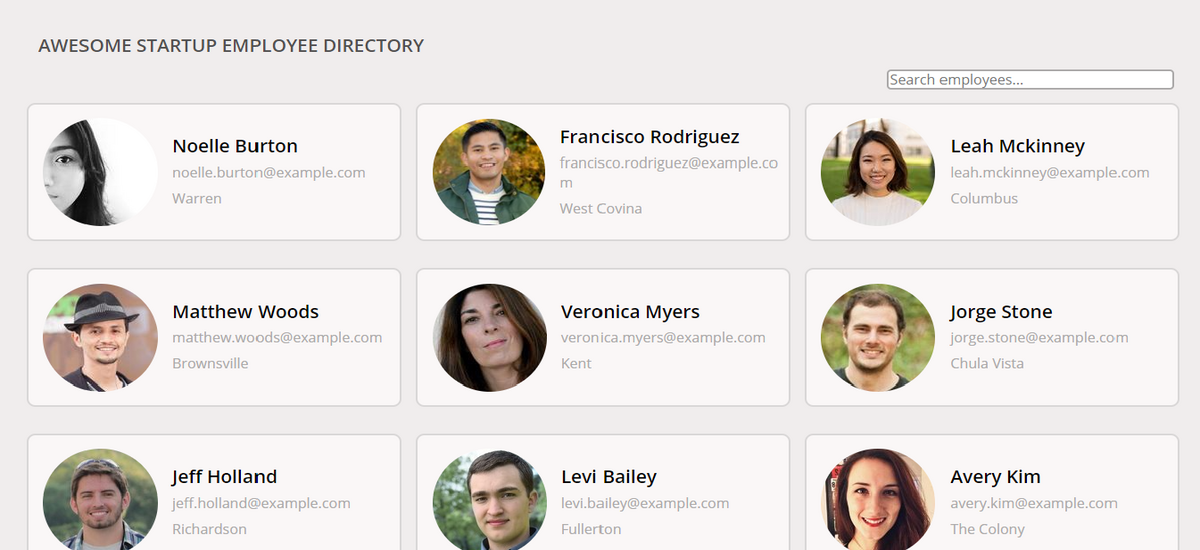 AWESOME STARTUP EMPLOYEE DIRECTORY
Search employees...
Noelle Burton
noelle.burton@example.com
Warren
Francisco Rodriguez
francisco.rodriguez@example.co
m
West Covina
Leah Mckinney
leah.mckinney@example.com
Columbus
Matthew Woods
matthew.woods@example.com
Brownsville
Veronica Myers
veronica.myers@example.com
Kent
Jorge Stone
jorge.stone@example.com
Chula Vista
Jeff Holland
jeff.holland@example.com
Richardson
Levi Bailey
levi.bailey@example.com
Fullerton
Avery Kim
avery.kim@example.com
The Colony